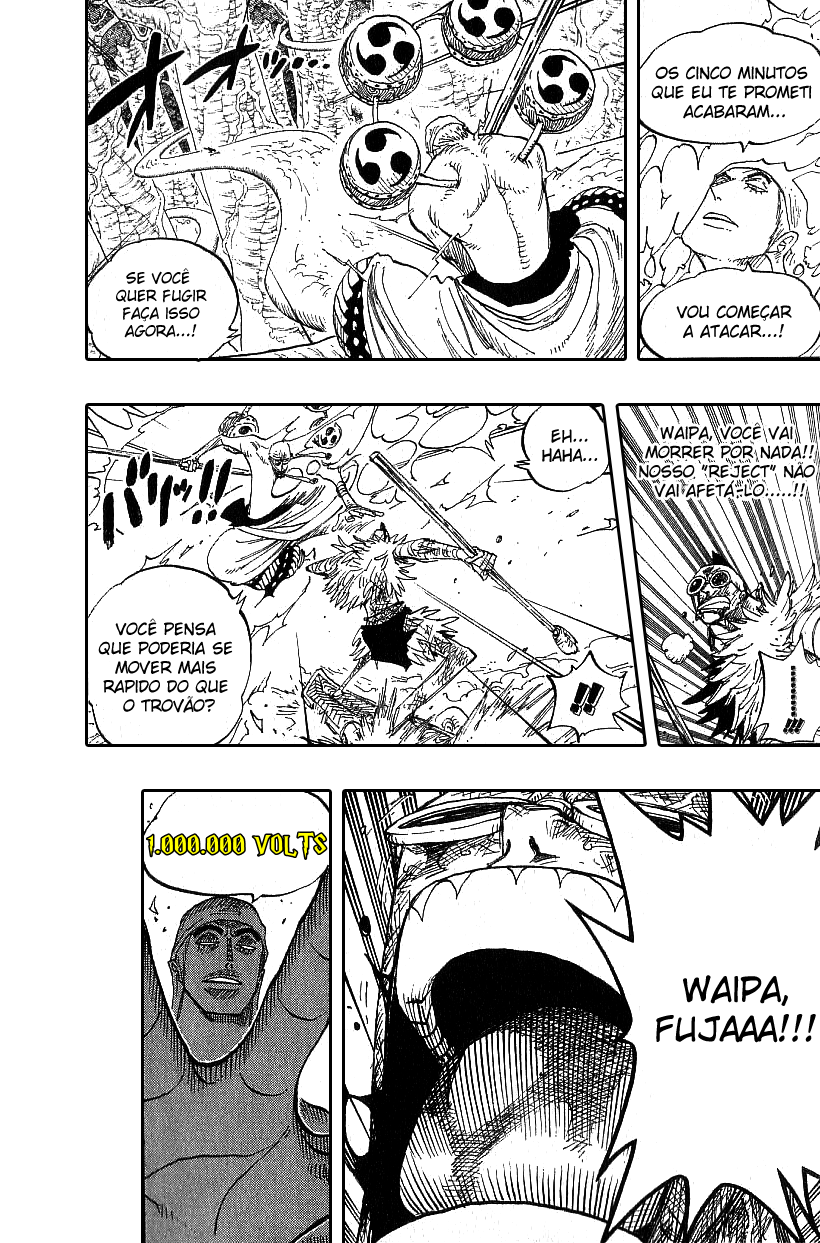 OS CINCO MINUTOS
QUE EU TE PROMETI
ACABARAM...
VOU COMEÇAR
A ATACAR...!
SE VOCÊ
QUER FUGIR
FAÇA ISSO
AGORA...!
WAIPA, VOCÊ VAI
MORRER POR NADA!!
NOSSO "REJECT" NÃO
VAI AFETÁ-LO.....!!
........!!!
EH...
HAHA...
!!
VOCÊ PENSA
QUE PODERIA SE
MOVER MAIS
RAPIDO DO QUE
O TROVÃO?
WAIPA,
FUJAAA!!!
1.000.000 VOLTS